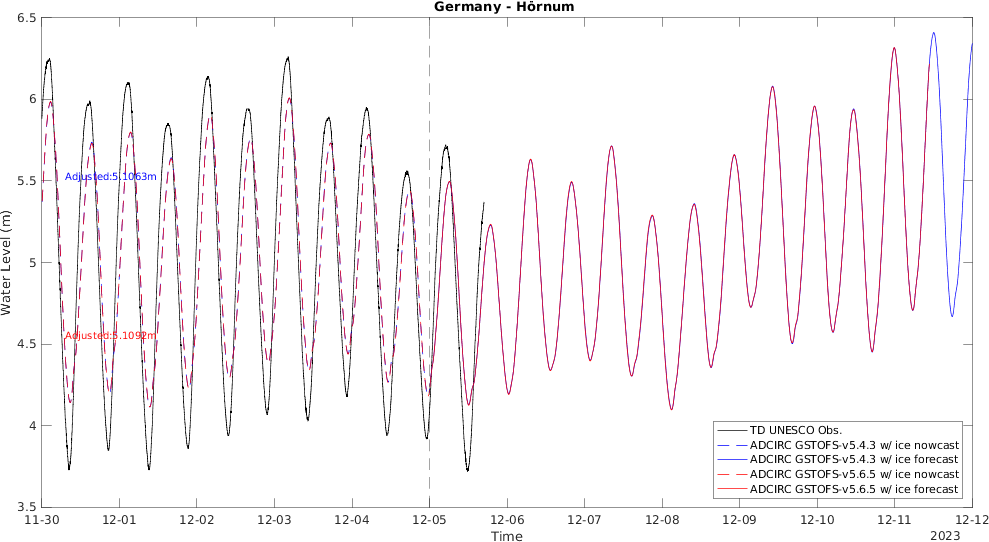 Germany - Hörnum
6.5
6
5.5
5
4.5
4
3.5
Water Level (m)
Adjusted:5.1063m
Adjusted:5.1092m
TD UNESCO Obs.
ADCIRC GSTOFS-v5.4.3 w/ ice nowcast
ADCIRC GSTOFS-v5.4.3 w/ ice forecast
ADCIRC GSTOFS-v5.6.5 w/ ice nowcast
ADCIRC GSTOFS-v5.6.5 w/ ice forecast
11-30 12-01 12-02 12-03 12-04 12-05 12-06 12-07 12-08 12-09 12-10 12-11 12-12
Time
2023